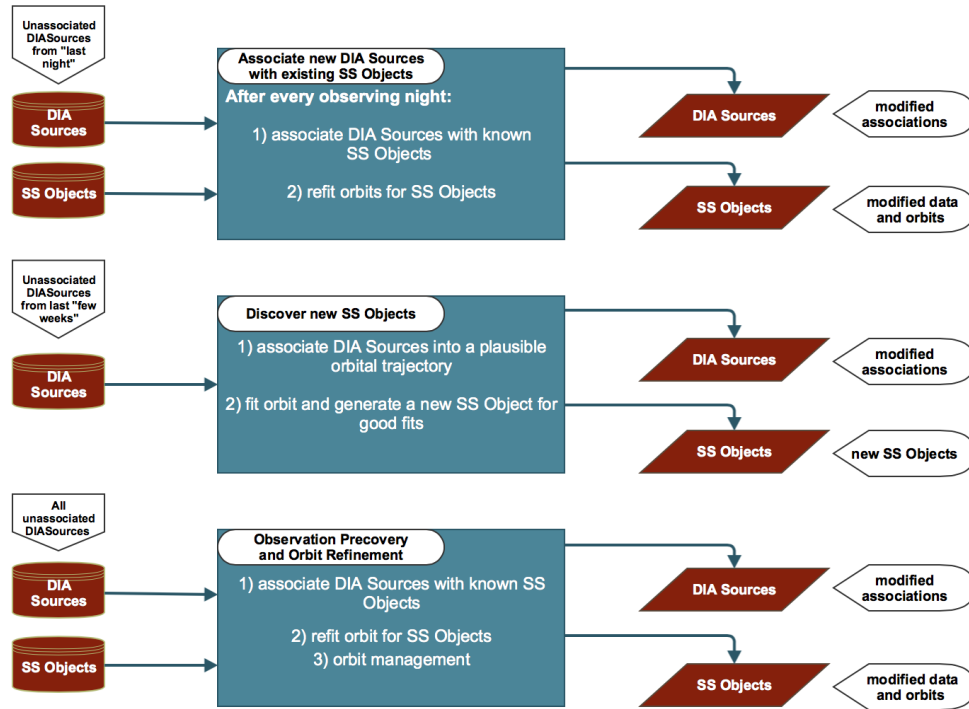 Unassociated
DIASources
from "last
night"
DIA
Sources
SS Objects
Associate new DIA Sources
with existing SS Objects
After every observing night:
1) associate DIA Sources with known
SS Objects
2) refit orbits for SS Objects
DIA Sources
modified
associations
SS Objects
modified data
and orbits
Unassociated
DIASources
from last "few
weeks"
DIA
Sources
Discover new SS Objects
1) associate DIA Sources into a plausible
orbital trajectory
2) fit orbit and generate a new SS Object for
good fits
DIA Sources
modified
associations
SS Objects
new SS Objects
All
unassociated
DIASources
DIA
Sources
SS Objects
Observation Precovery
and Orbit Refinement
1) associate DIA Sources with known SS
Objects
2) refit orbit for SS Objects
3) orbit management
DIA Sources
modified
associations
SS Objects
modified data
and orbits